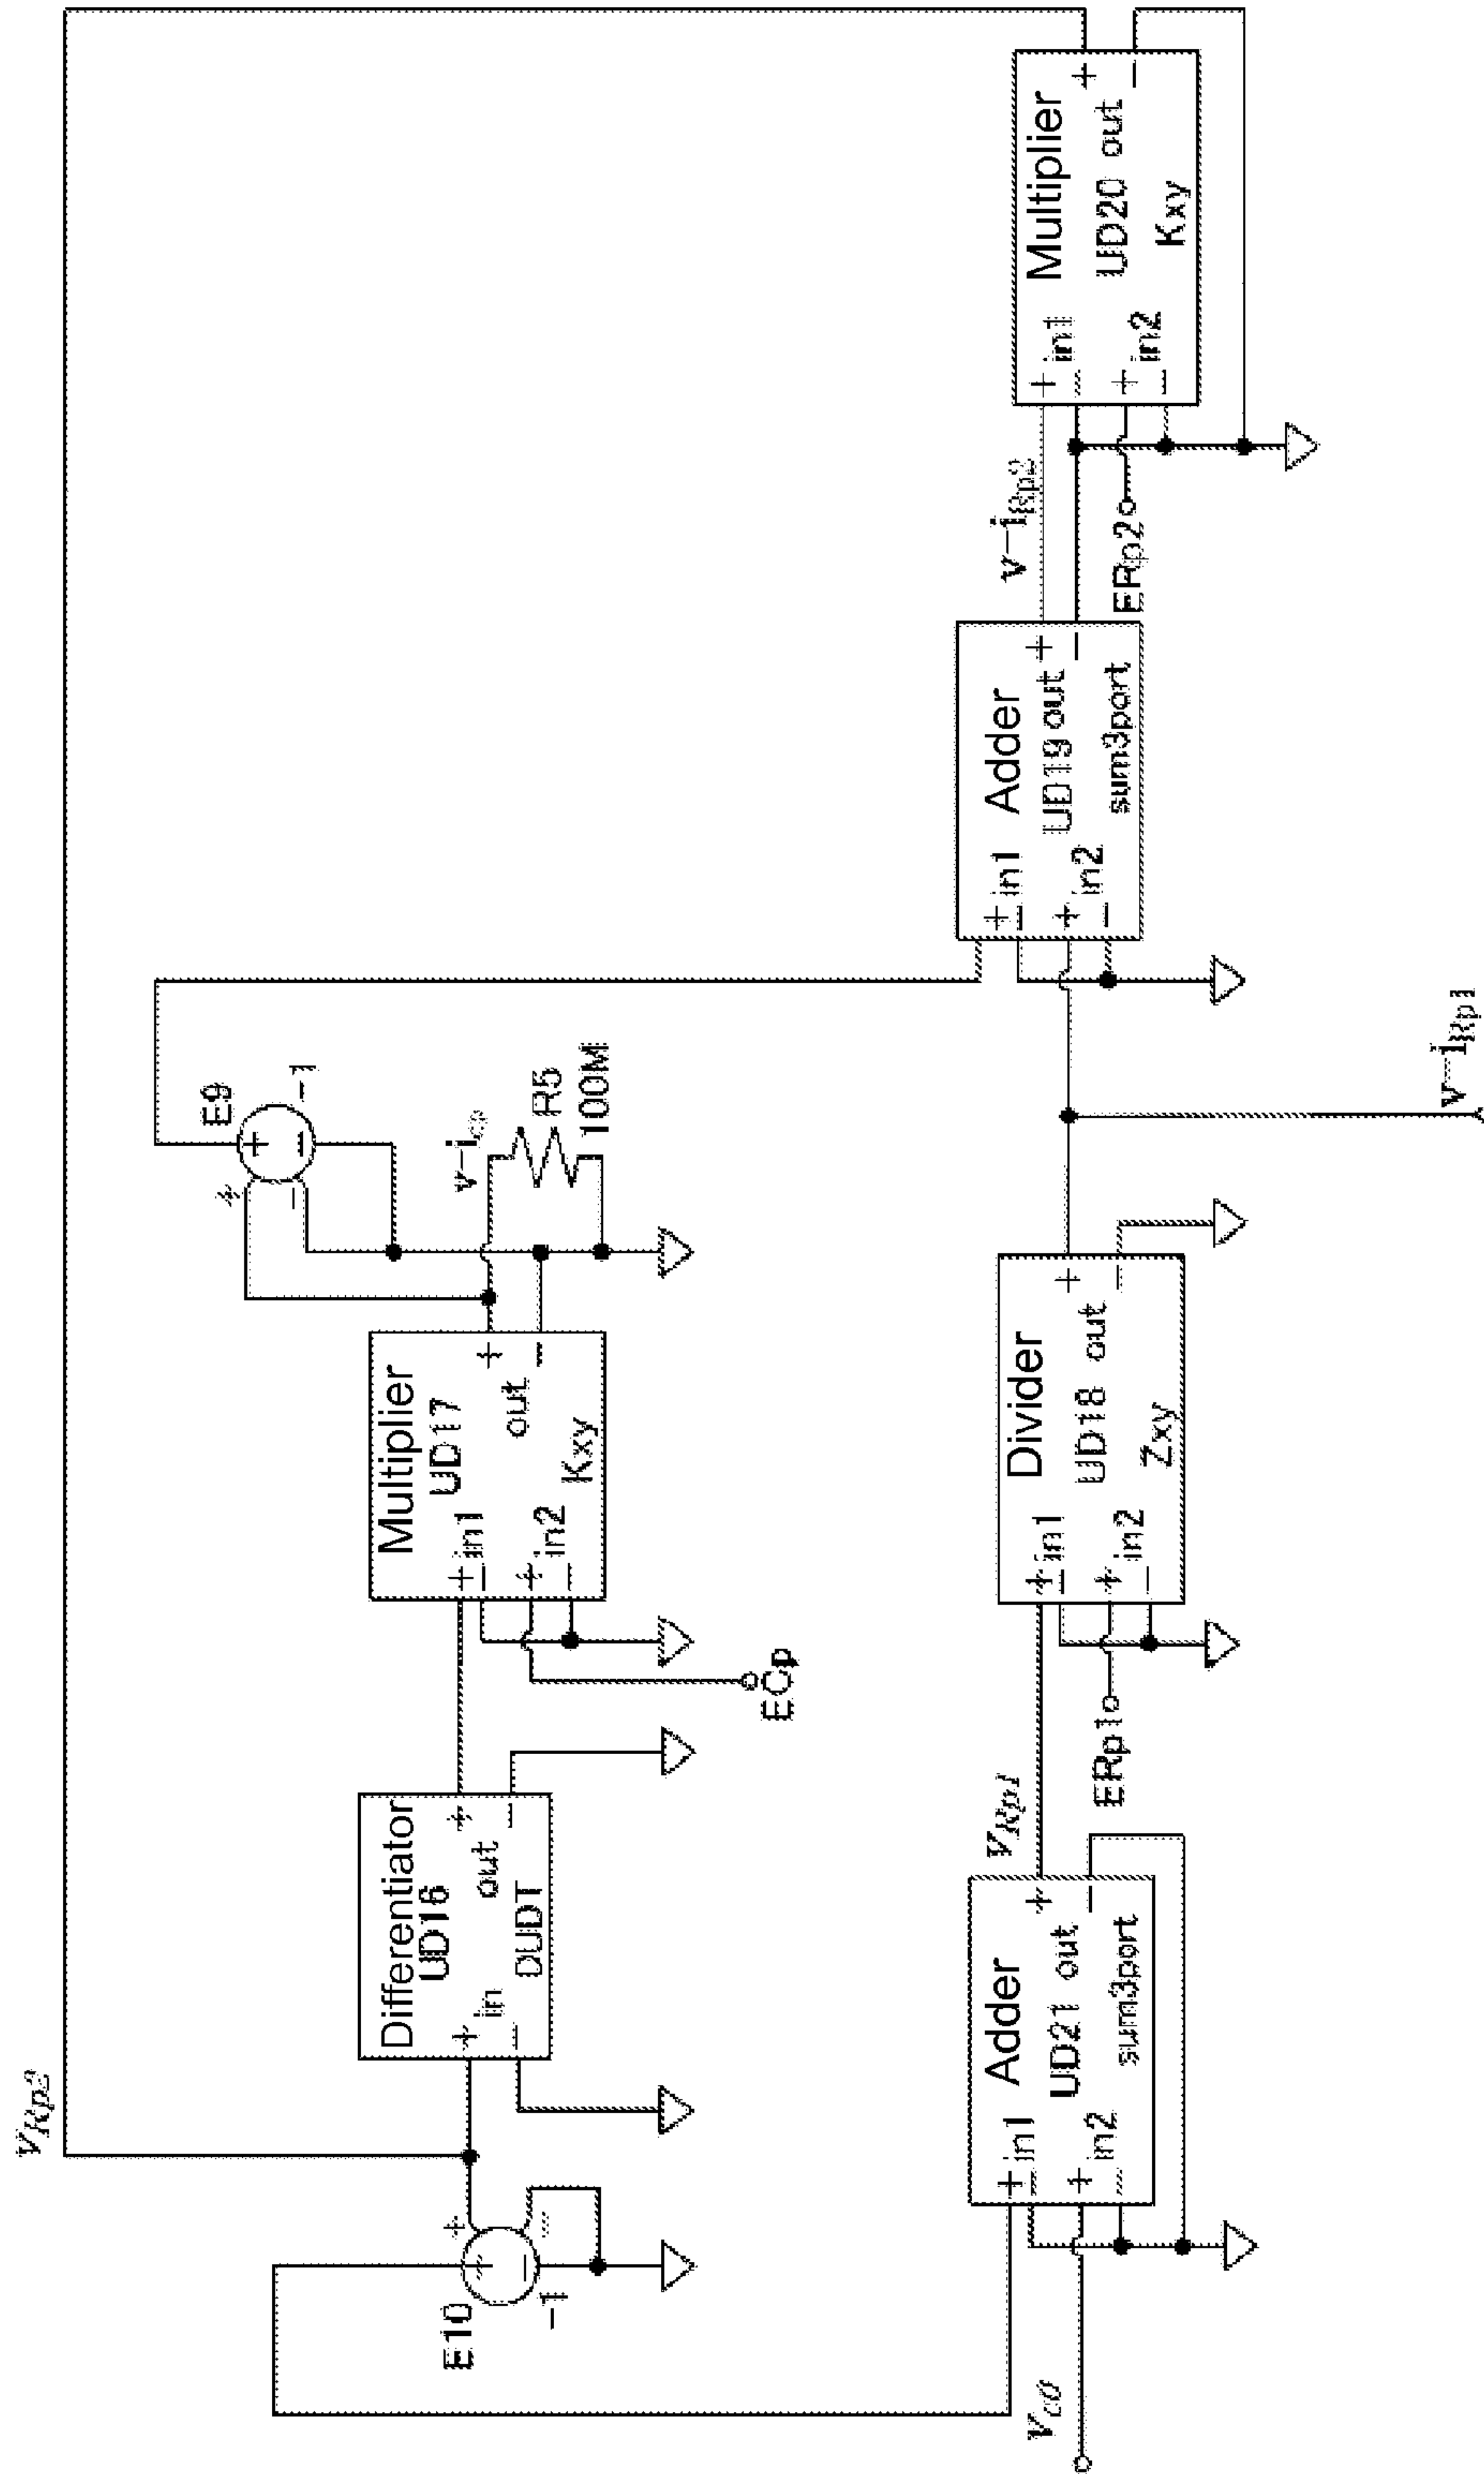 V_Rp2
E10
-1
+
−
+
−
Differentiator
UD16
+
in
−
+
out
−
DUDT
Multiplier
UD17
+
in1
−
+
in2
−
+
out
−
Kxy
ECp
E9
-1
+
−
+
−
v-i_cp
R5
100M
V_c0
Adder
UD21 out
sum3port
+
in1
−
+
in2
−
+
−
V_Rp1
ERp1
Divider
UD18 out
Zxy
+
in1
−
+
in2
−
+
−
v-i_Rp1
Adder
UD19 out
sum3port
+
in1
−
+
in2
−
+
−
v-i_Rp2
ERp2
Multiplier
UD20 out
Kxy
+
in1
−
+
in2
−
+
−